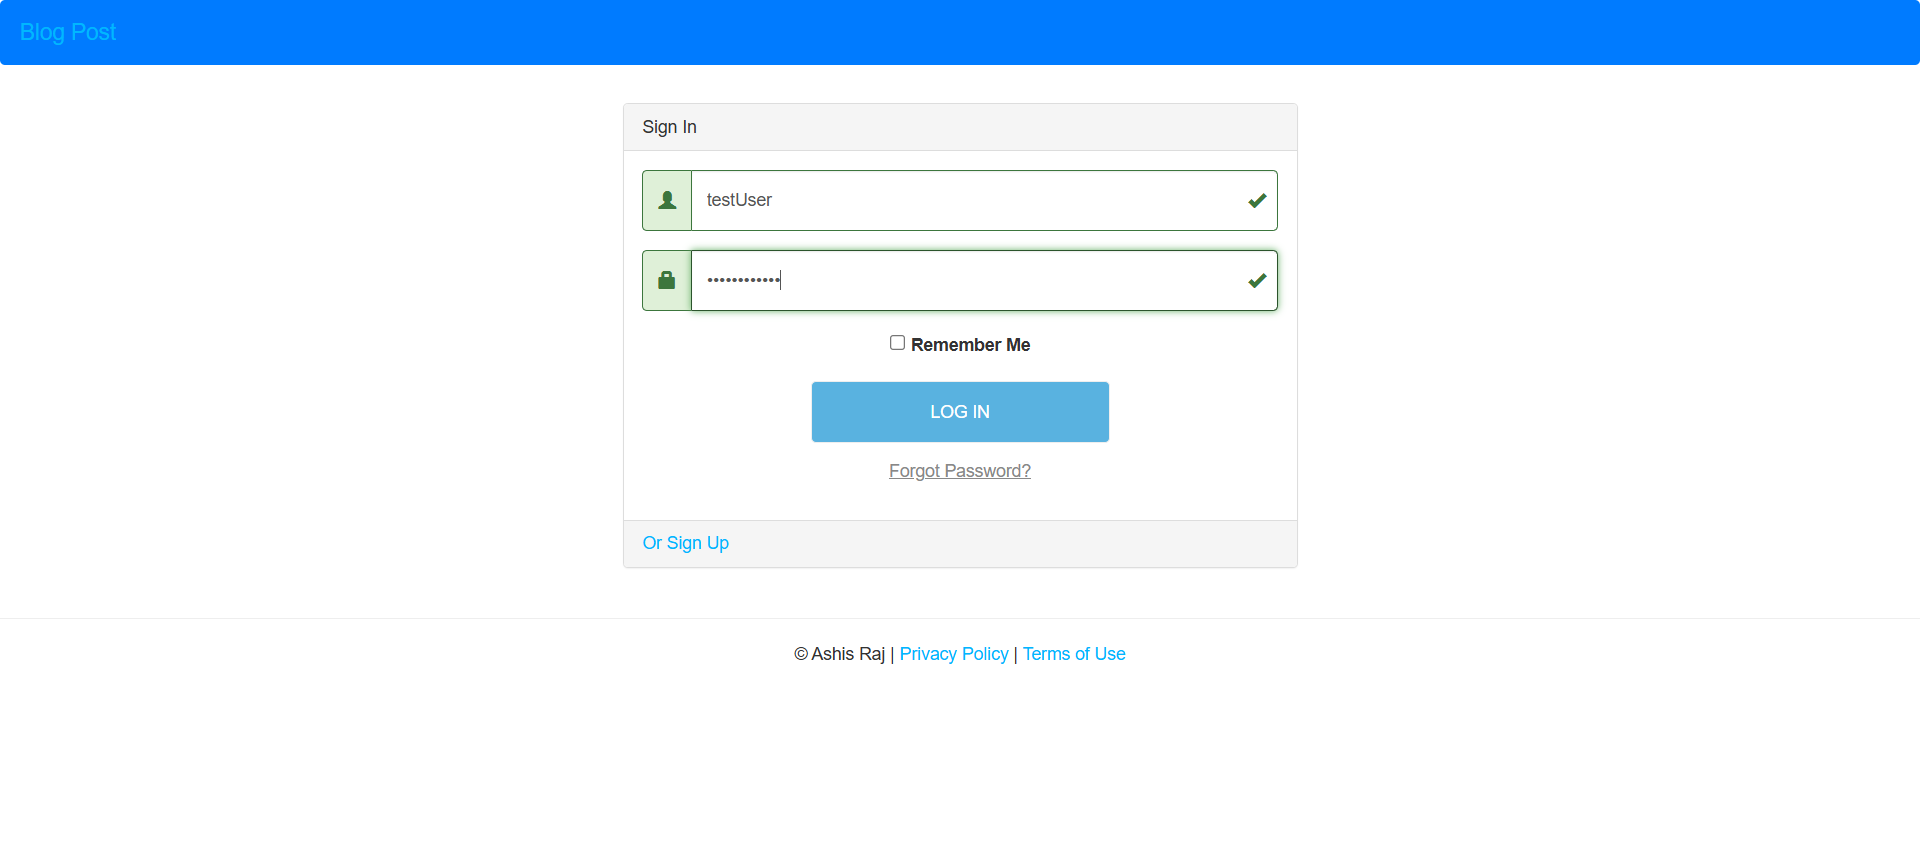 Blog Post
Sign In
testUser
••••••••••••
Remember Me
LOG IN
Forgot Password?
Or Sign Up
© Ashis Raj | Privacy Policy | Terms of Use